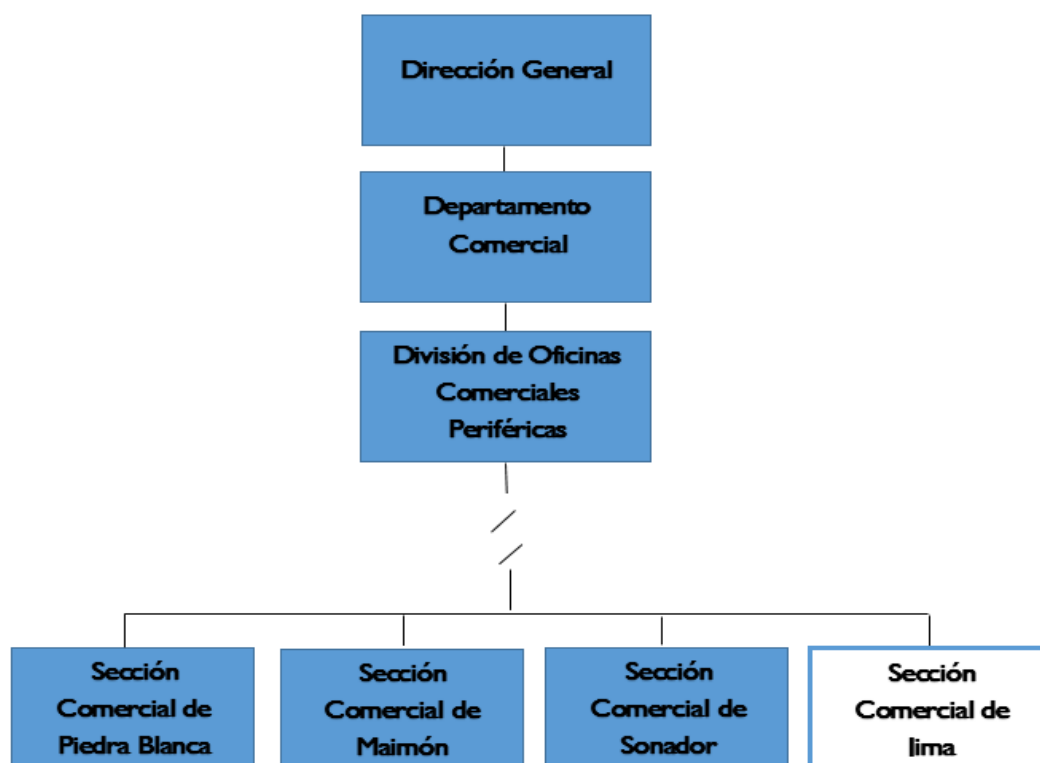 Dirección General
Departamento
Comercial
División de Oficinas
Comerciales
Periféricas
Sección
Comercial de
Piedra Blanca
Sección
Comercial de
Maimón
Sección
Comercial de
Sonador
Sección
Comercial de
Jima